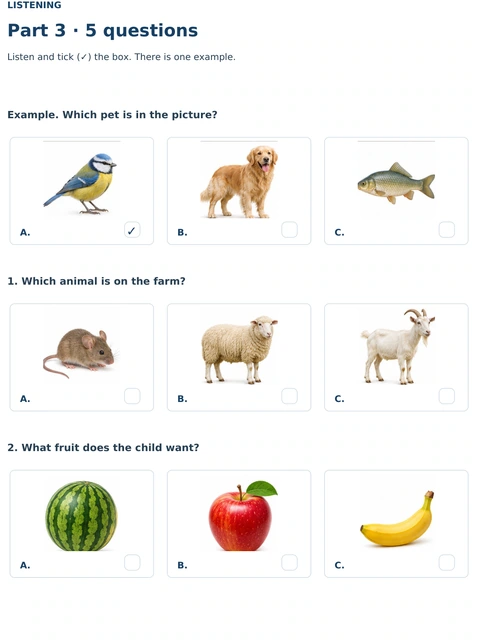 LISTENING
Part 3 · 5 questions
Listen and tick (✓) the box. There is one example.
Example. Which pet is in the picture?
A. ✓ B. C.
1. Which animal is on the farm?
A. B. C.
2. What fruit does the child want?
A. B. C.